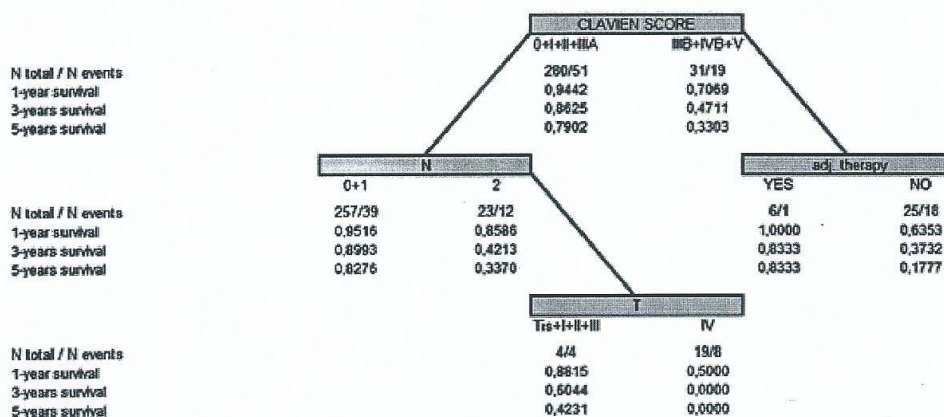 CLAVIEN SCORE
0+I+II+IIIA IIIB+IVB+V
N total / N events 280/51 31/19
1-year survival 0,9442 0,7069
3-years survival 0,8625 0,4711
5-years survival 0,7902 0,3303
N adj. therapy
0+1 2 YES NO
N total / N events 257/39 23/12 6/1 25/18
1-year survival 0,9516 0,8586 1,0000 0,6353
3-years survival 0,8993 0,4213 0,8333 0,3732
5-years survival 0,8276 0,3370 0,8333 0,1777
T
Tis+I+II+III IV
N total / N events 4/4 19/8
1-year survival 0,8815 0,5000
3-years survival 0,5044 0,0000
5-years survival 0,4231 0,0000